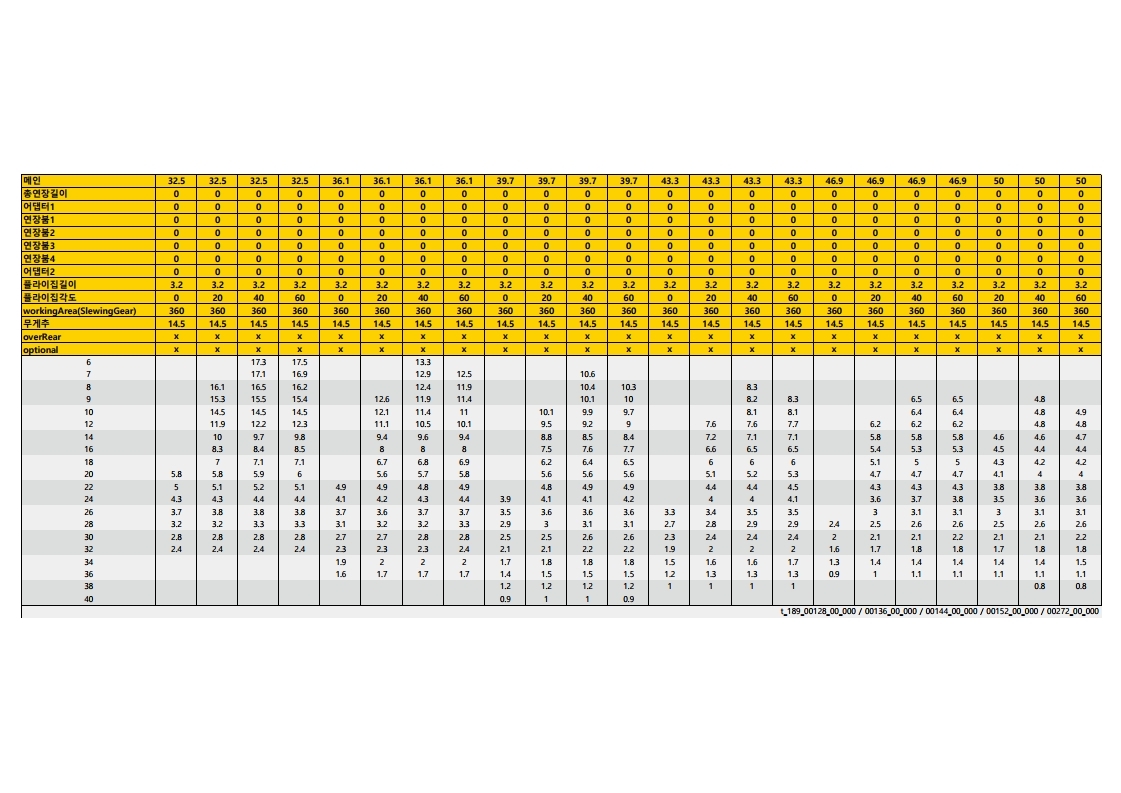 메인 32.5 32.5 32.5 32.5 36.1 36.1 36.1 36.1 39.7 39.7 39.7 39.7 43.3 43.3 43.3 43.3 46.9 46.9 46.9 46.9 50 50 50
총연장길이 0 0 0 0 0 0 0 0 0 0 0 0 0 0 0 0 0 0 0 0 0 0 0
어댑터1 0 0 0 0 0 0 0 0 0 0 0 0 0 0 0 0 0 0 0 0 0 0 0
연장붐1 0 0 0 0 0 0 0 0 0 0 0 0 0 0 0 0 0 0 0 0 0 0 0
연장붐2 0 0 0 0 0 0 0 0 0 0 0 0 0 0 0 0 0 0 0 0 0 0 0
연장붐3 0 0 0 0 0 0 0 0 0 0 0 0 0 0 0 0 0 0 0 0 0 0 0
연장붐4 0 0 0 0 0 0 0 0 0 0 0 0 0 0 0 0 0 0 0 0 0 0 0
어댑터2 0 0 0 0 0 0 0 0 0 0 0 0 0 0 0 0 0 0 0 0 0 0 0
플라이집길이 3.2 3.2 3.2 3.2 3.2 3.2 3.2 3.2 3.2 3.2 3.2 3.2 3.2 3.2 3.2 3.2 3.2 3.2 3.2 3.2 3.2 3.2 3.2
플라이집각도 0 20 40 60 0 20 40 60 0 20 40 60 0 20 40 60 0 20 40 60 20 40 60
workingArea(SlewingGear) 360 360 360 360 360 360 360 360 360 360 360 360 360 360 360 360 360 360 360 360 360 360 360
무게추 14.5 14.5 14.5 14.5 14.5 14.5 14.5 14.5 14.5 14.5 14.5 14.5 14.5 14.5 14.5 14.5 14.5 14.5 14.5 14.5 14.5 14.5 14.5
overRear x x x x x x x x x x x x x x x x x x x x x x x
optional x x x x x x x x x x x x x x x x x x x x x x x
6 17.3 17.5 13.3
7 17.1 16.9 12.9 12.5 10.6
8 16.1 16.5 16.2 12.4 11.9 10.4 10.3 8.3
9 15.3 15.5 15.4 12.6 11.9 11.4 10.1 10 8.2 8.3 6.5 6.5 4.8
10 14.5 14.5 14.5 12.1 11.4 11 10.1 9.9 9.7 8.1 8.1 6.4 6.4 4.8 4.9
12 11.9 12.2 12.3 11.1 10.5 10.1 9.5 9.2 9 7.6 7.6 7.7 6.2 6.2 6.2 4.8 4.8
14 10 9.7 9.8 9.4 9.6 9.4 8.8 8.5 8.4 7.2 7.1 7.1 5.8 5.8 5.8 4.6 4.6 4.7
16 8.3 8.4 8.5 8 8 8 7.5 7.6 7.7 6.6 6.5 6.5 5.4 5.3 5.3 4.5 4.4 4.4
18 7 7.1 7.1 6.7 6.8 6.9 6.2 6.4 6.5 6 6 6 5.1 5 5 4.3 4.2 4.2
20 5.8 5.8 5.9 6 5.6 5.7 5.8 5.6 5.6 5.6 5.1 5.2 5.3 4.7 4.7 4.7 4.1 4 4
22 5 5.1 5.2 5.1 4.9 4.9 4.8 4.9 4.8 4.9 4.9 4.4 4.4 4.5 4.3 4.3 4.3 3.8 3.8 3.8
24 4.3 4.3 4.4 4.4 4.1 4.2 4.3 4.4 3.9 4.1 4.1 4.2 4 4 4.1 3.6 3.7 3.8 3.5 3.6 3.6
26 3.7 3.8 3.8 3.8 3.7 3.6 3.7 3.7 3.5 3.6 3.6 3.6 3.3 3.4 3.5 3.5 3 3.1 3.1 3 3.1 3.1
28 3.2 3.2 3.3 3.3 3.1 3.2 3.2 3.3 2.9 3 3.1 3.1 2.7 2.8 2.9 2.9 2.4 2.5 2.6 2.6 2.5 2.6 2.6
30 2.8 2.8 2.8 2.8 2.7 2.7 2.8 2.8 2.5 2.5 2.6 2.6 2.3 2.4 2.4 2.4 2 2.1 2.1 2.2 2.1 2.1 2.2
32 2.4 2.4 2.4 2.4 2.3 2.3 2.3 2.4 2.1 2.1 2.2 2.2 1.9 2 2 2 1.6 1.7 1.8 1.8 1.7 1.8 1.8
34 1.9 2 2 2 1.7 1.8 1.8 1.8 1.5 1.6 1.6 1.7 1.3 1.4 1.4 1.4 1.4 1.4 1.5
36 1.6 1.7 1.7 1.7 1.4 1.5 1.5 1.5 1.2 1.3 1.3 1.3 0.9 1 1.1 1.1 1.1 1.1 1.1
38 1.2 1.2 1.2 1.2 1 1 1 1 0.8 0.8
40 0.9 1 1 0.9
t_189_00128_00_000 / 00136_00_000 / 00144_00_000 / 00152_00_000 / 00272_00_000